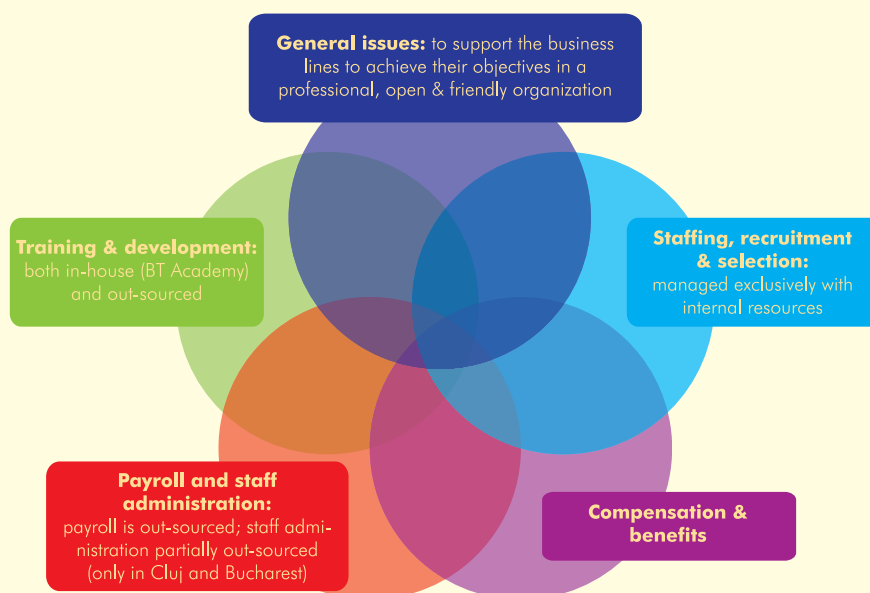 General issues: to support the business
lines to achieve their objectives in a
professional, open & friendly organization
Training & development:
both in-house (BT Academy)
and out-sourced
Staffing, recruitment
& selection:
managed exclusively with
internal resources
Payroll and staff
administration:
payroll is out-sourced; staff admi-
nistration partially out-sourced
(only in Cluj and Bucharest)
Compensation &
benefits